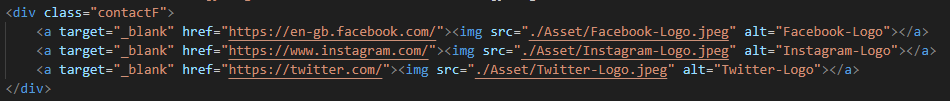 <div class="contactF">
<a target="_blank" href="https://en-gb.facebook.com/"><img src="./Asset/Facebook-Logo.jpeg" alt="Facebook-Logo"></a>
<a target="_blank" href="https://www.instagram.com/"><img src="./Asset/Instagram-Logo.jpeg" alt="Instagram-Logo"></a>
<a target="_blank" href="https://twitter.com/"><img src="./Asset/Twitter-Logo.jpeg" alt="Twitter-Logo"></a>
</div>